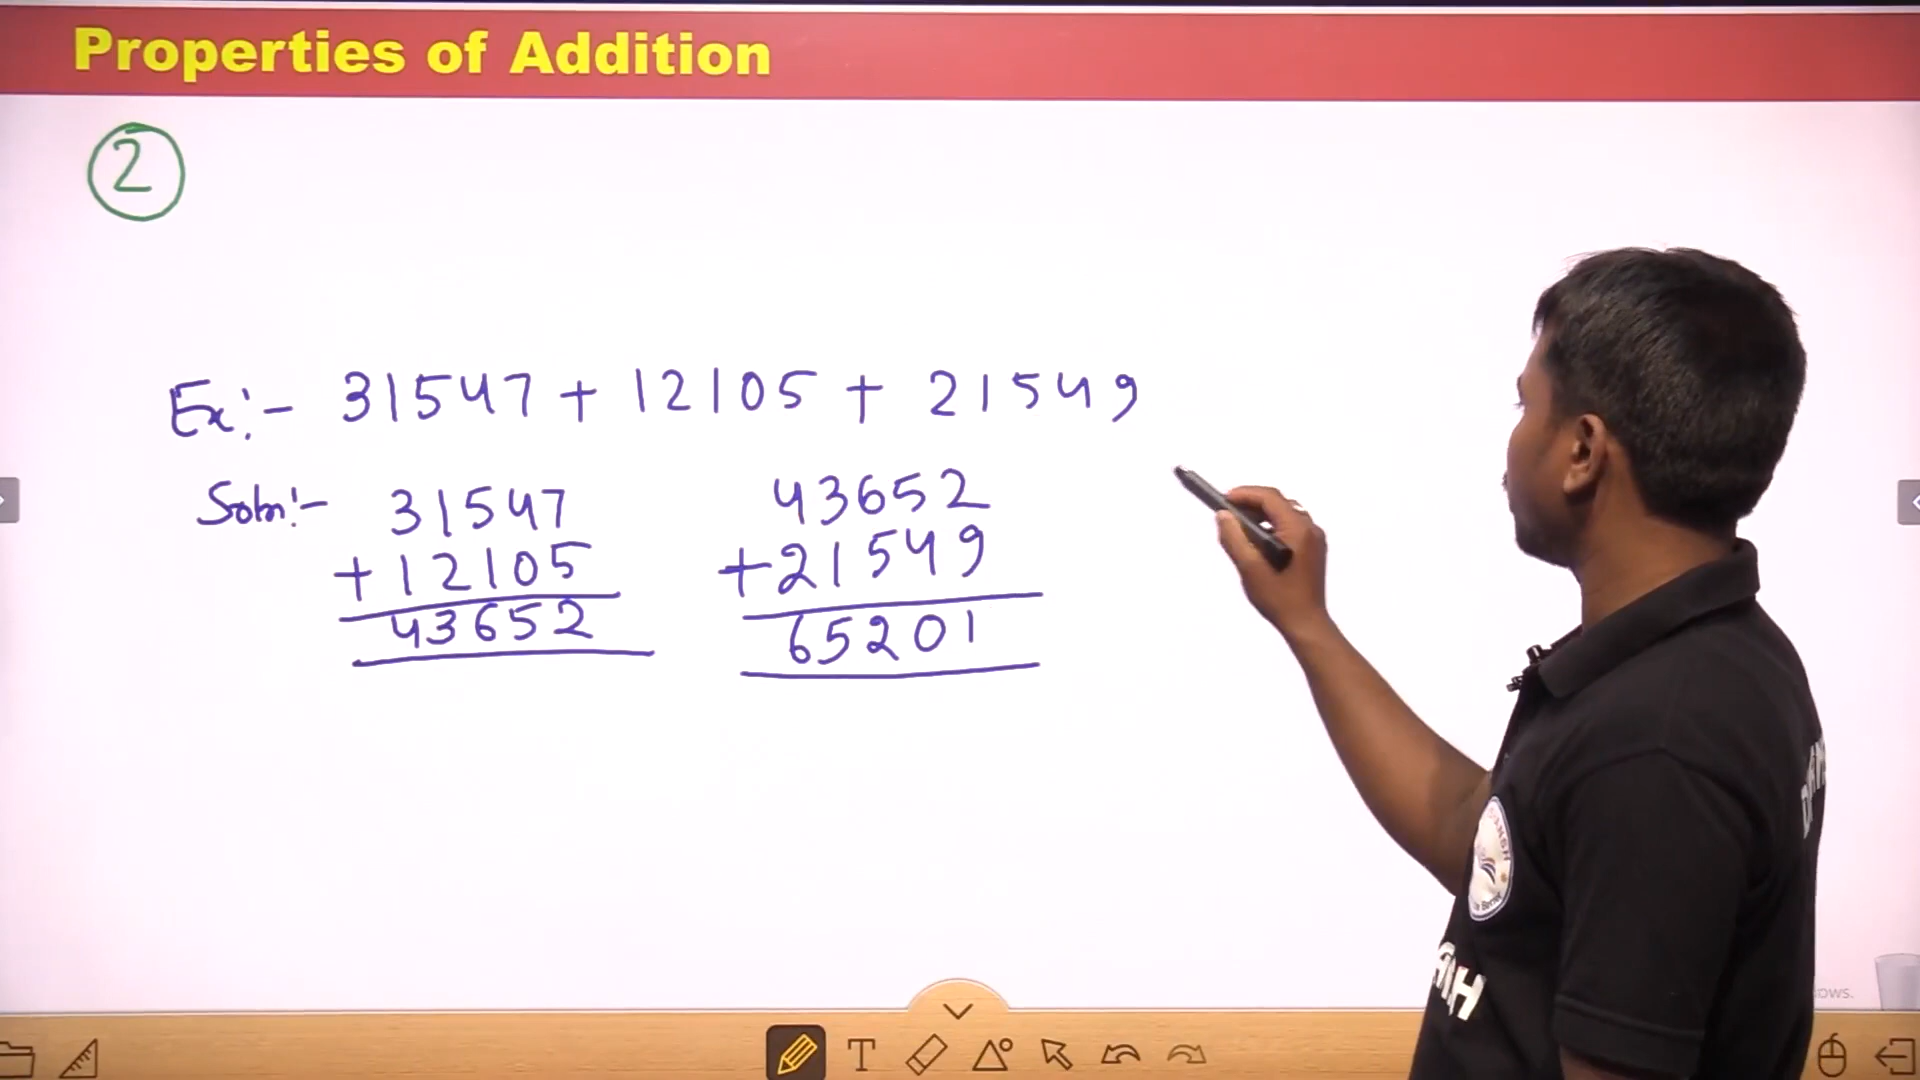 Properties of Addition
2
Ex:- 31547 + 12105 + 21549
Soln:- 31547
+12105
43652
43652
+21549
65201